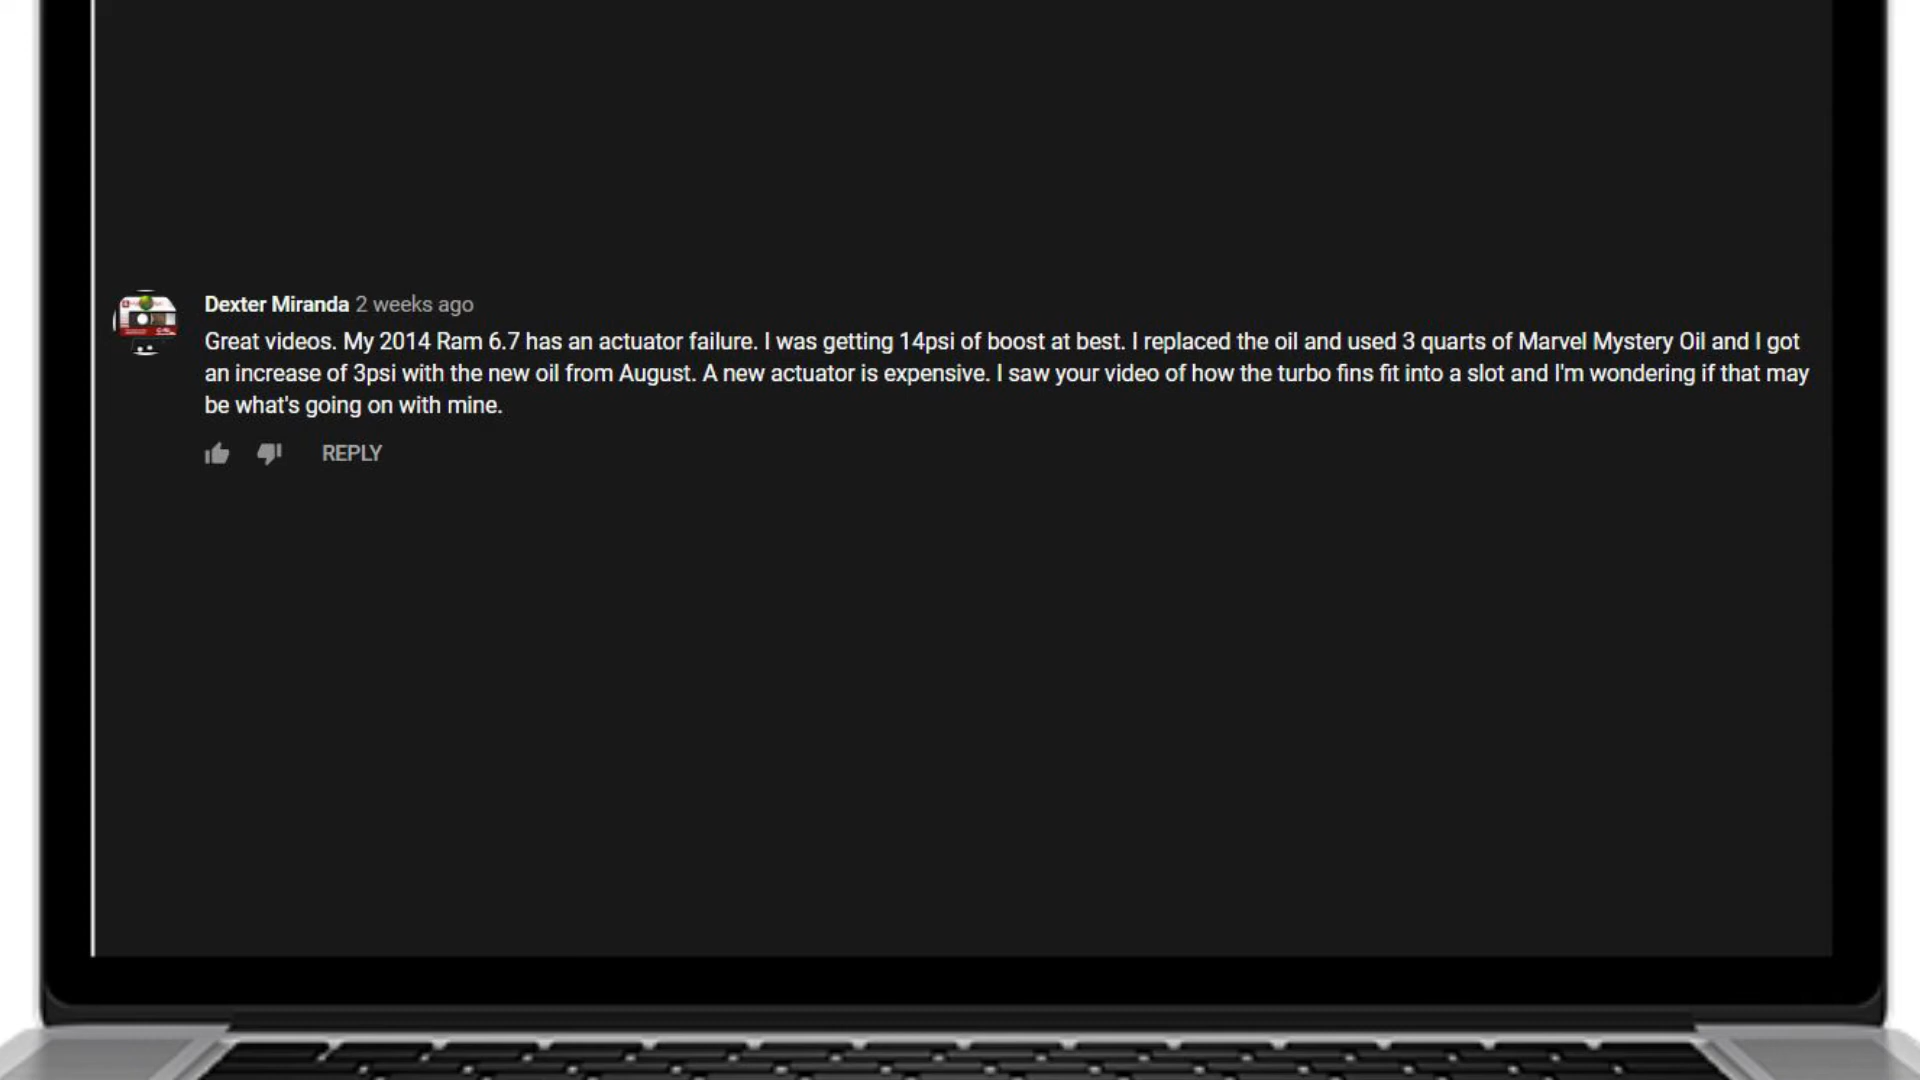 Dexter Miranda 2 weeks ago
Great videos. My 2014 Ram 6.7 has an actuator failure. I was getting 14psi of boost at best. I replaced the oil and used 3 quarts of Marvel Mystery Oil and I got
an increase of 3psi with the new oil from August. A new actuator is expensive. I saw your video of how the turbo fins fit into a slot and I'm wondering if that may
be what's going on with mine.
REPLY